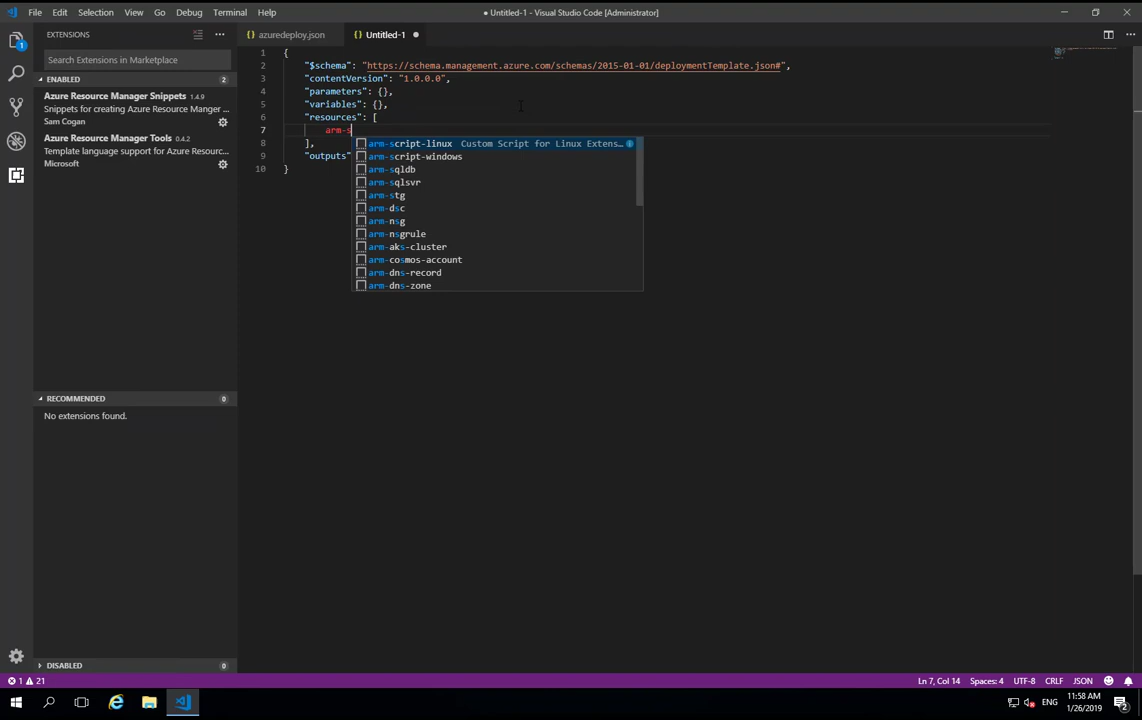 File Edit Selection View Go Debug Terminal Help
● Untitled-1 - Visual Studio Code [Administrator]
EXTENSIONS
Search Extensions in Marketplace
ENABLED 2
Azure Resource Manager Snippets 1.4.9
Snippets for creating Azure Resource Manger ...
Sam Cogan
Azure Resource Manager Tools 0.4.2
Template language support for Azure Resourc...
Microsoft
RECOMMENDED 0
No extensions found.
DISABLED 0
{} azuredeploy.json {} Untitled-1 ●
1 {
2 "$schema": "https://schema.management.azure.com/schemas/2015-01-01/deploymentTemplate.json#",
3 "contentVersion": "1.0.0.0",
4 "parameters": {},
5 "variables": {},
6 "resources": [
7 arm-s
8 ],
9 "outputs"
10 }
arm-script-linux Custom Script for Linux Extens...
arm-script-windows
arm-sqldb
arm-sqlsvr
arm-stg
arm-dsc
arm-nsg
arm-nsgrule
arm-aks-cluster
arm-cosmos-account
arm-dns-record
arm-dns-zone
1
1 21
Ln 7, Col 14 Spaces: 4 UTF-8 CRLF JSON
ENG
11:58 AM
1/26/2019
2